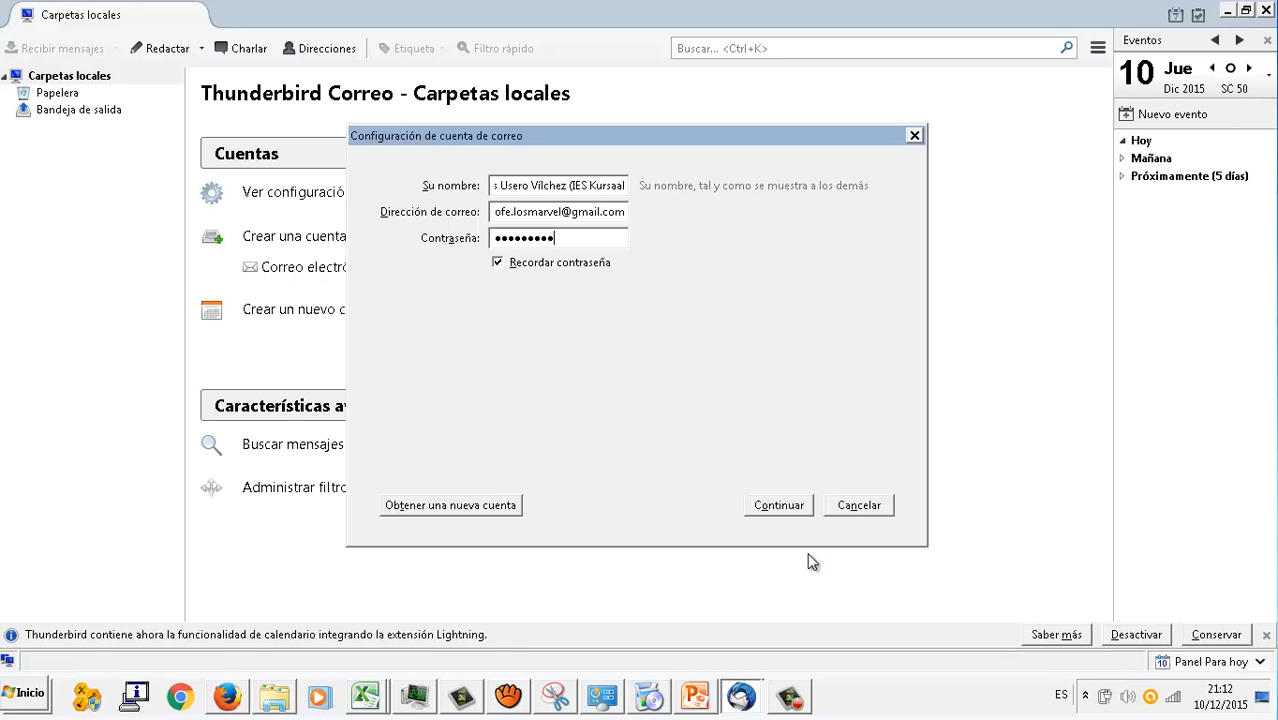 Carpetas locales
Recibir mensajes
Redactar
Charlar
Direcciones
Etiqueta
Filtro rápido
Buscar... <Ctrl+K>
Eventos
Carpetas locales
Papelera
Bandeja de salida
Thunderbird Correo - Carpetas locales
10
Jue
Dic 2015
SC 50
Nuevo evento
Hoy
Mañana
Próximamente (5 días)
Cuentas
Ver configuració
Crear una cuenta
Correo electró
Crear un nuevo c
Características a
Buscar mensajes
Administrar filtro
Configuración de cuenta de correo
Su nombre:
s Usero Vílchez (IES Kursaal
Su nombre, tal y como se muestra a los demás
Dirección de correo:
ofe.losmarvel@gmail.com
Contraseña:
•••••••••
Recordar contraseña
Obtener una nueva cuenta
Continuar
Cancelar
Thunderbird contiene ahora la funcionalidad de calendario integrando la extensión Lightning.
Saber más
Desactivar
Conservar
10
Panel Para hoy
Inicio
ES
21:12
10/12/2015